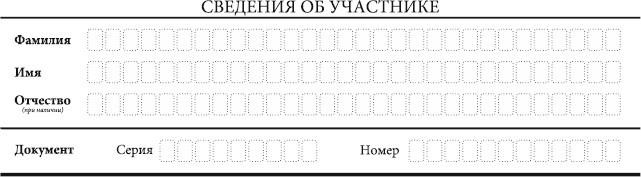 СВЕДЕНИЯ ОБ УЧАСТНИКЕ
Фамилия
Имя
Отчество
(при наличии)
Документ Серия Номер